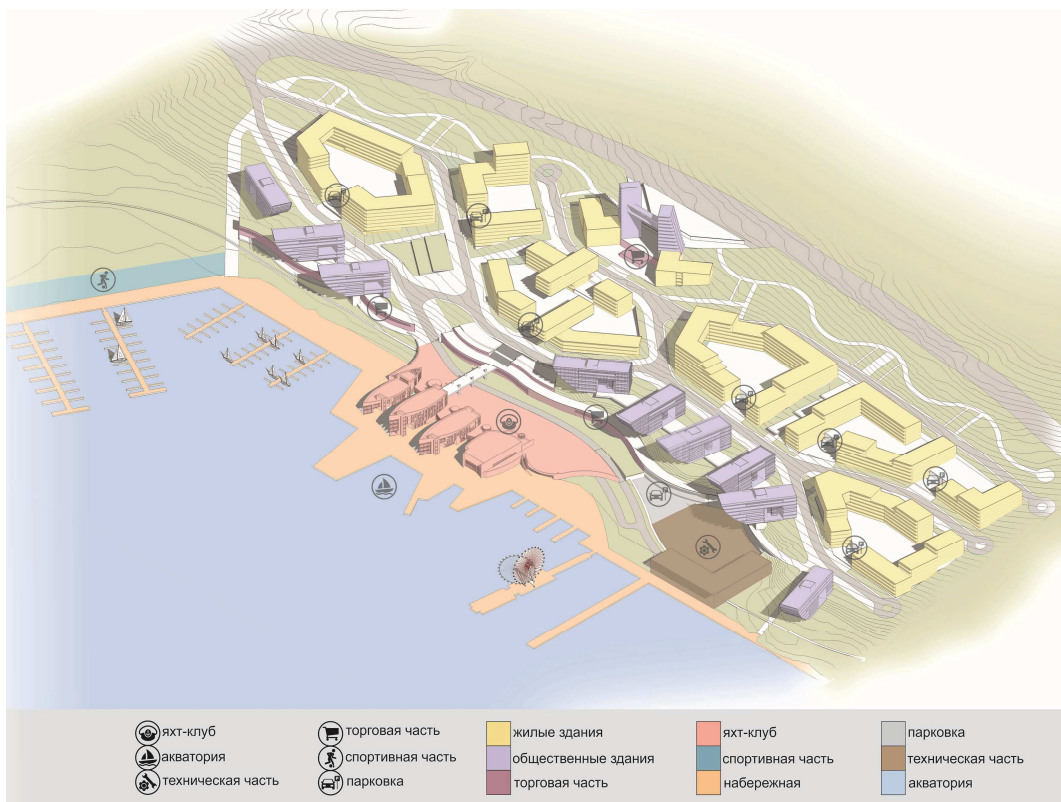 яхт-клуб
акватория
техническая часть
торговая часть
спортивная часть
парковка
жилые здания
общественные здания
торговая часть
яхт-клуб
спортивная часть
набережная
парковка
техническая часть
акватория